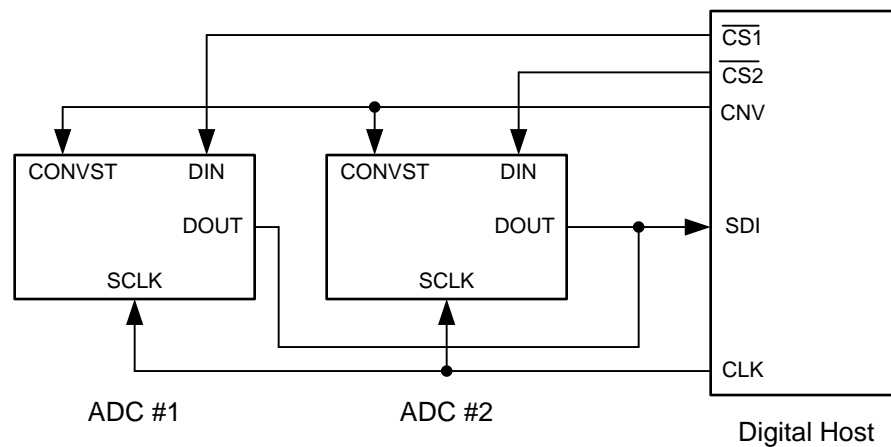 CS1
CS2
CNV
CONVST DIN
CONVST DIN
DOUT
DOUT
SDI
SCLK
SCLK
CLK
ADC #1
ADC #2
Digital Host